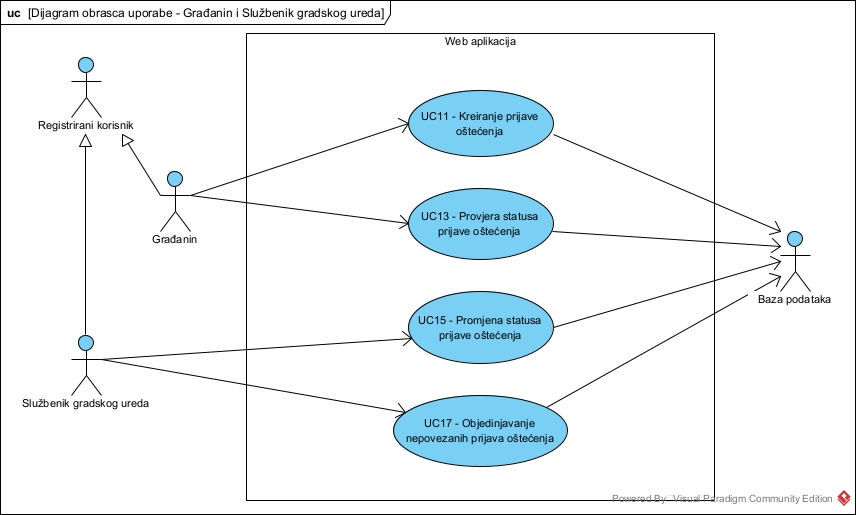 uc [Dijagram obrasca uporabe - Građanin i Službenik gradskog ureda]
Web aplikacija
Registrirani korisnik
UC11 - Kreiranje prijave
oštećenja
Građanin
UC13 - Provjera statusa
prijave oštećenja
Baza podataka
UC15 - Promjena statusa
prijave oštećenja
Službenik gradskog ureda
UC17 - Objedinjavanje
nepovezanih prijava oštećenja
Powered By: Visual Paradigm Community Edition